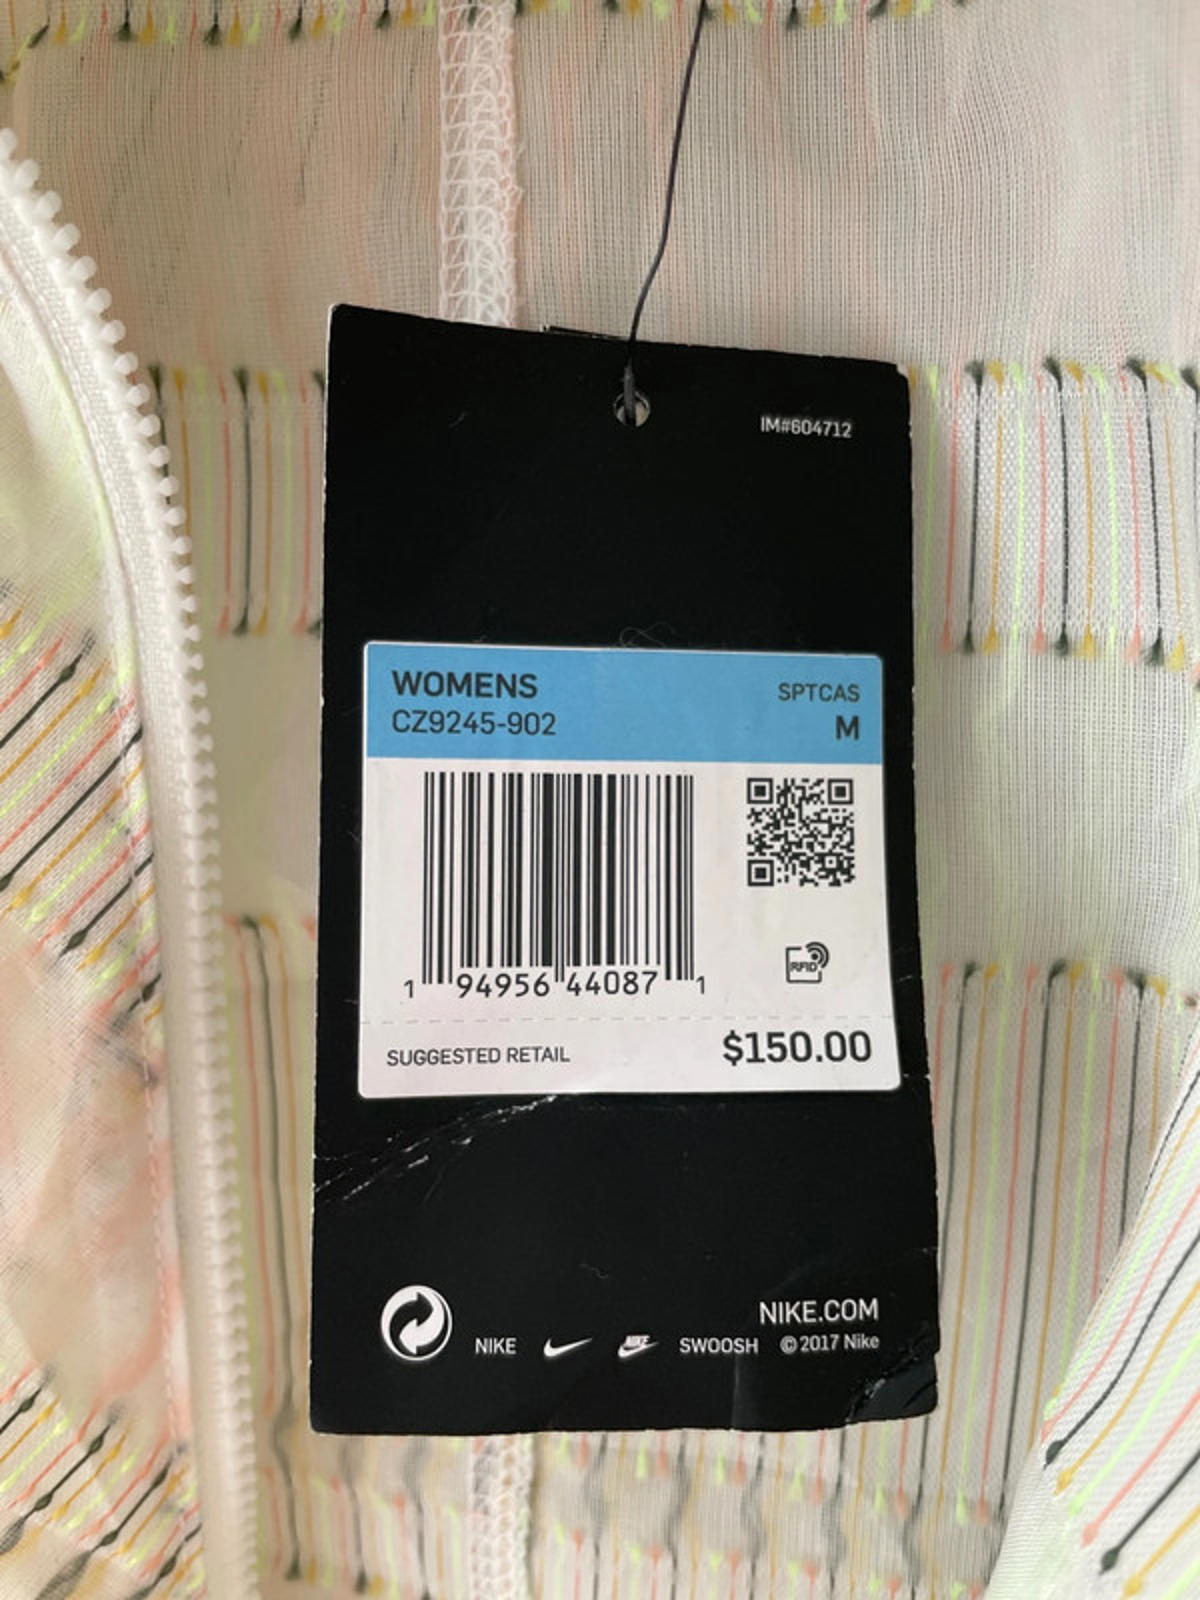 IM#604712
WOMENS
SPTCAS
CZ9245-902
M
RFID
1 94956 44087 1
SUGGESTED RETAIL
$150.00
NIKE.COM
NIKE
NIKE
SWOOSH
© 2017 Nike